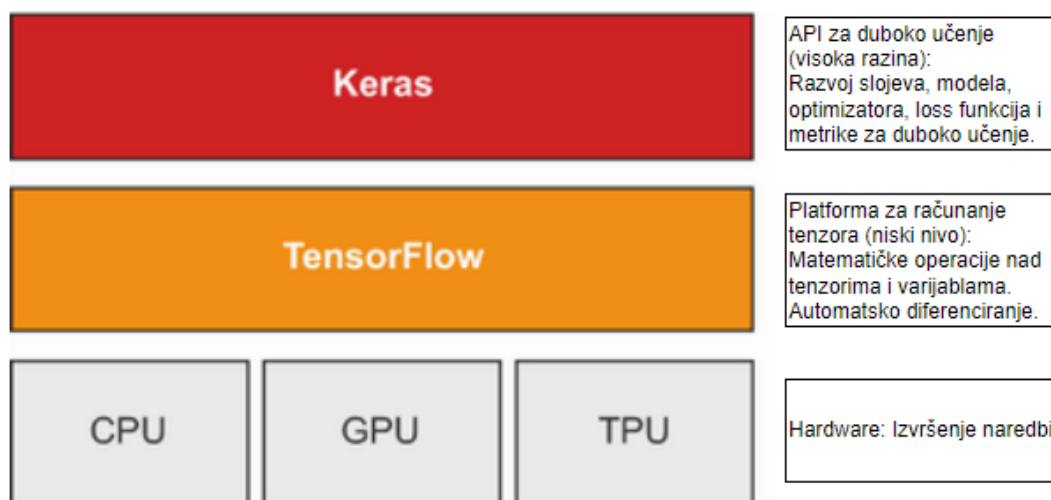 Keras
API za duboko učenje
(visoka razina):
Razvoj slojeva, modela,
optimizatora, loss funkcija i
metrike za duboko učenje.
TensorFlow
Platforma za računanje
tenzora (niski nivo):
Matematičke operacije nad
tenzorima i varijablama.
Automatsko diferenciranje.
CPU
GPU
TPU
Hardware: Izvršenje naredbi